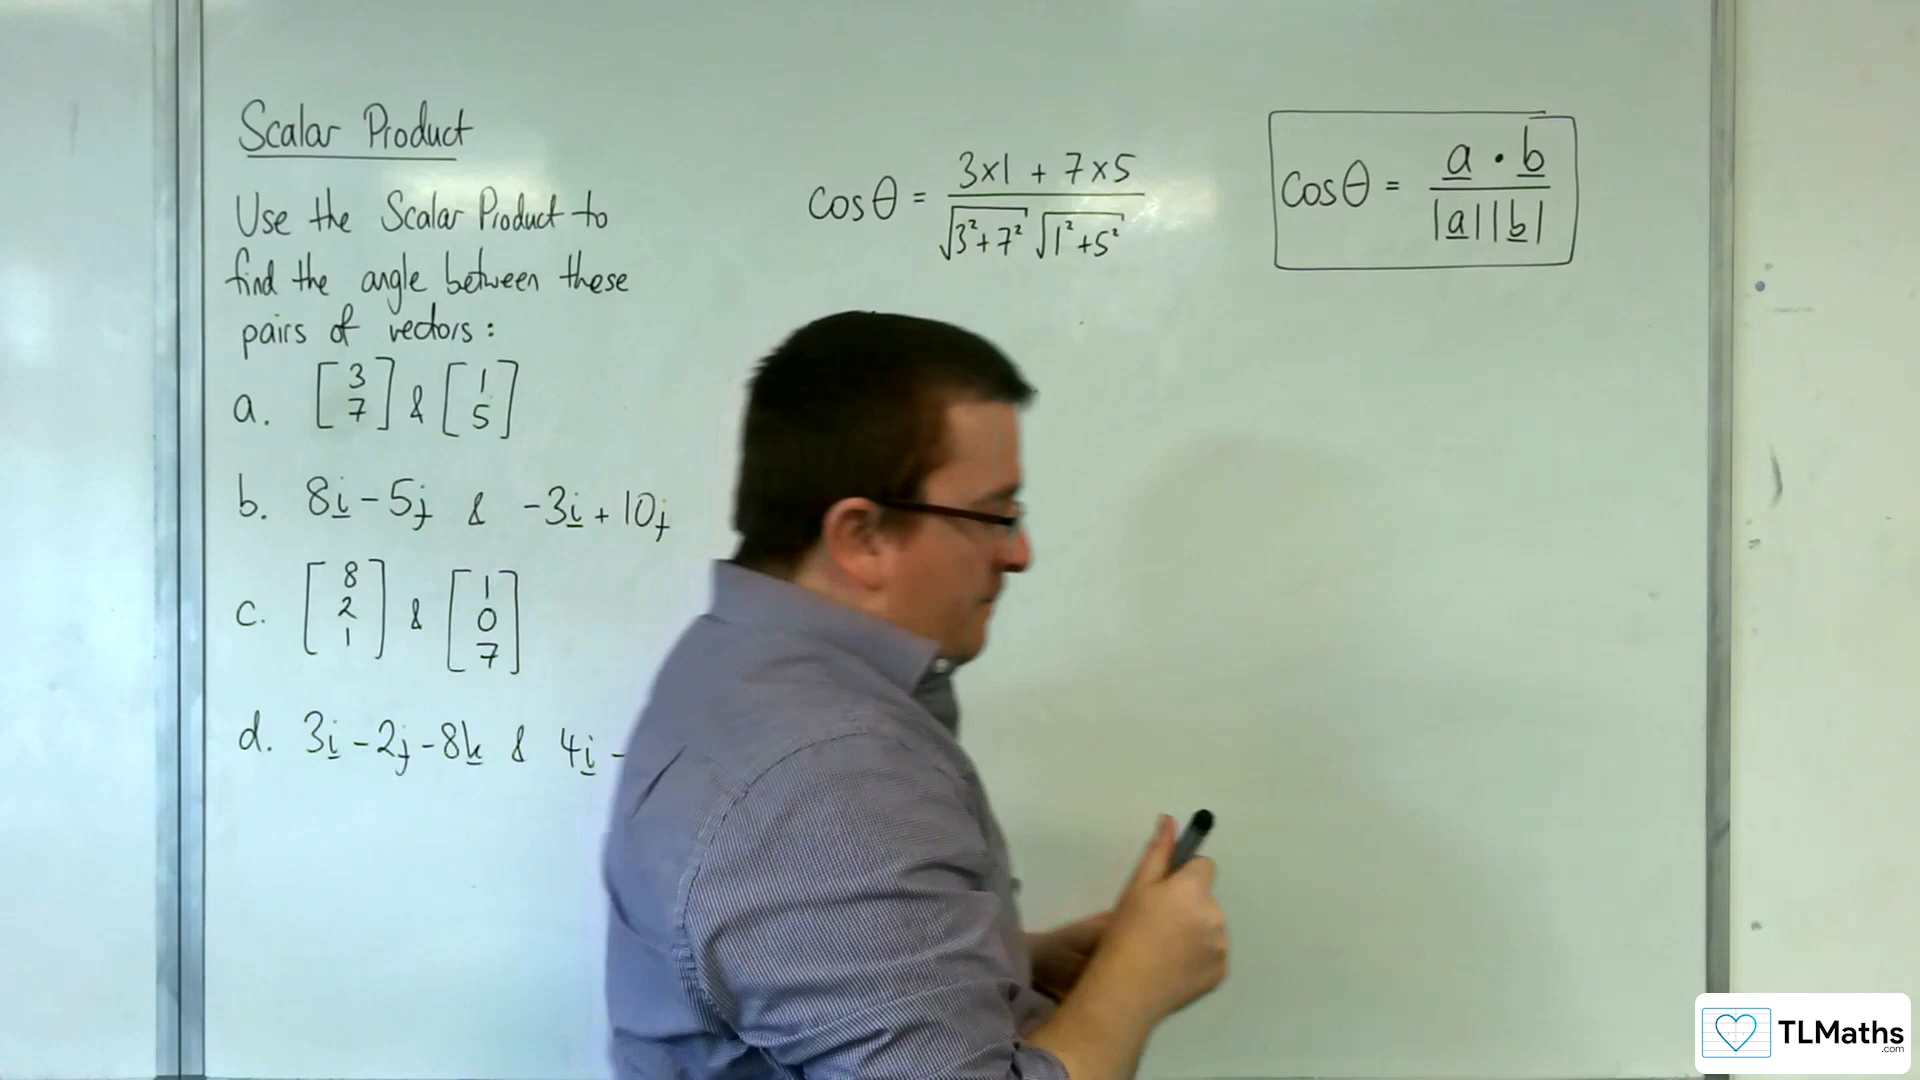 Scalar Product
Use the Scalar Product to
find the angle between these
pairs of vectors:
a. [3 7] & [1 5]
b. 8i - 5j & -3i + 10j
c. [8 2 1] & [1 0 7]
d. 3i - 2j - 8k & 4i -
cosθ = (3×1 + 7×5) / (√3²+7² √1²+5²)
cosθ = a · b / |a||b|
TLMaths
.com